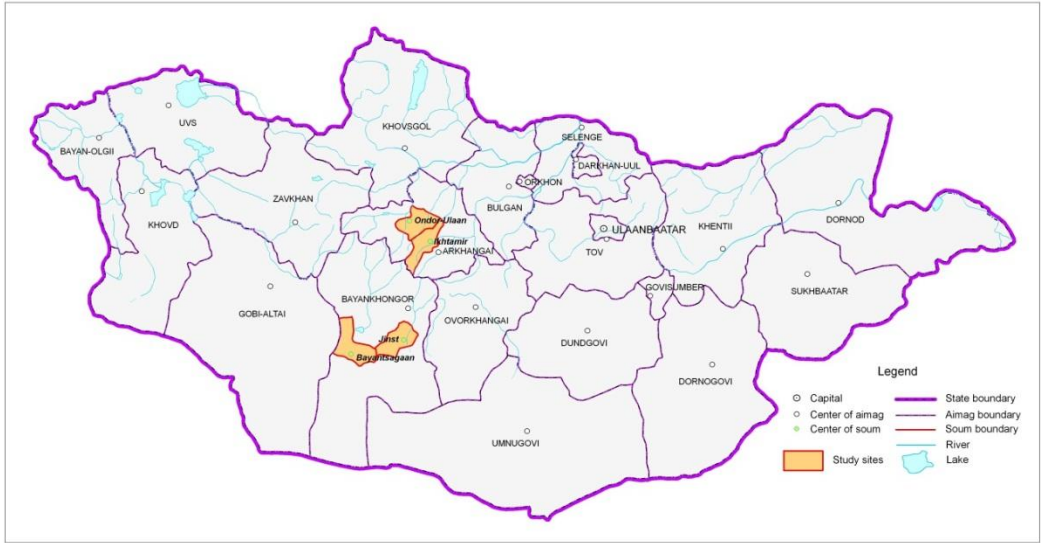 UVS
BAYAN-OLGII
KHOVSGOL
SELENGE
DARKHAN-UUL
ORKHON
ZAVKHAN
BULGAN
KHOVD
Ondor-Ulaan
DORNOD
KHENTII
ULAANBAATAR
Ikhtamir
ARKHANGAI
TOV
GOVISUMBER
SUKHBAATAR
BAYANKHONGOR
GOBI-ALTAI
OVORKHANGAI
DUNDGOVI
Jinst
Bayantsagaan
DORNOGOVI
UMNUGOVI
Legend
Capital
Center of aimag
Center of soum
Study sites
State boundary
Aimag boundary
Soum boundary
River
Lake